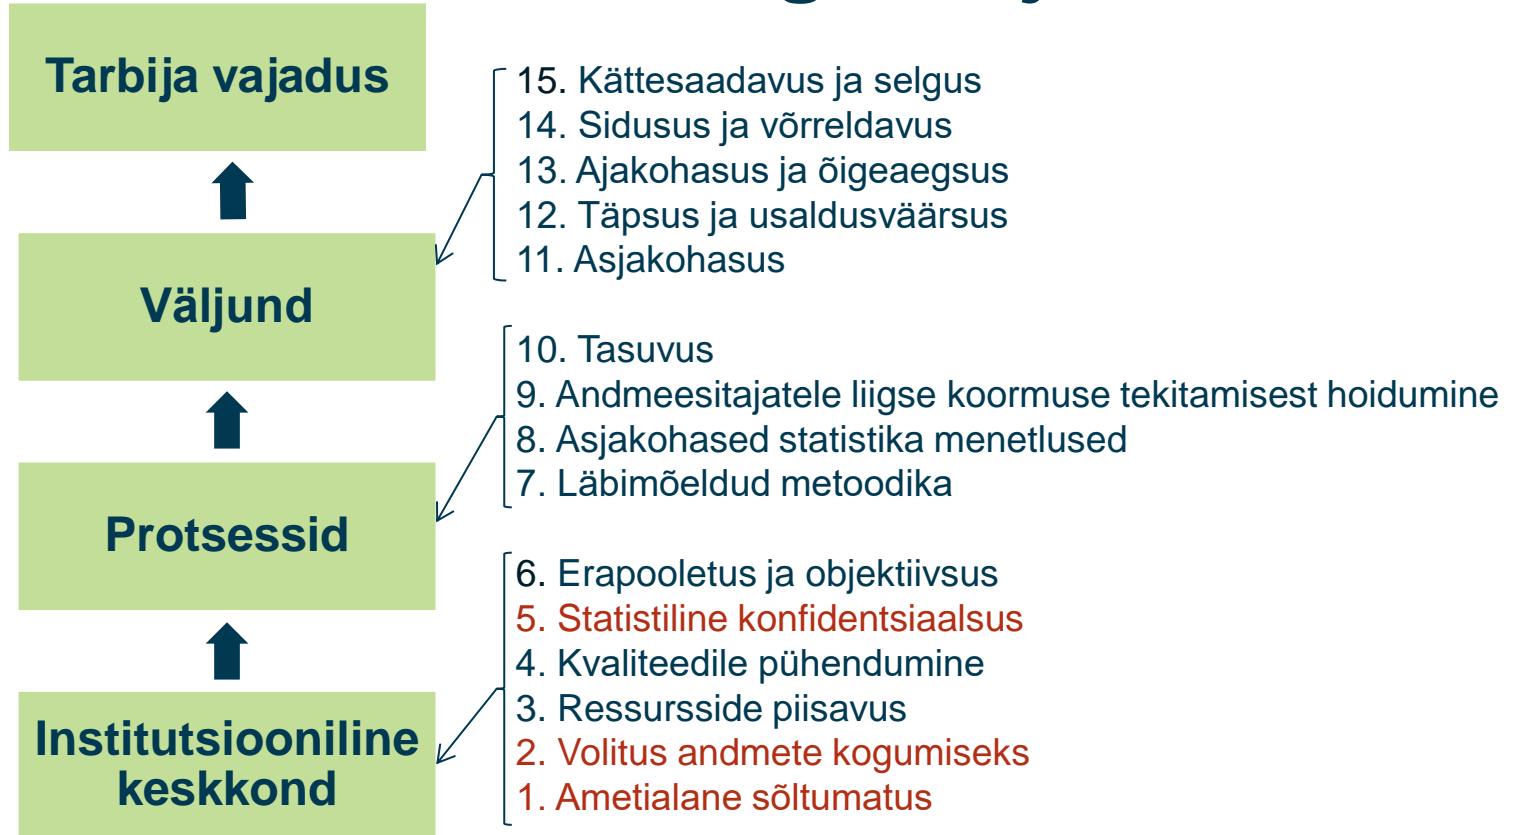 Tarbija vajadus
15. Kättesaadavus ja selgus
14. Sidusus ja võrreldavus
13. Ajakohasus ja õigeaegsus
12. Täpsus ja usaldusväärsus
11. Asjakohasus
Väljund
10. Tasuvus
9. Andmeesitajatele liigse koormuse tekitamisest hoidumine
8. Asjakohased statistika menetlused
7. Läbimõeldud metoodika
Protsessid
6. Erapooletus ja objektiivsus
5. Statistiline konfidentsiaalsus
4. Kvaliteedile pühendumine
3. Ressursside piisavus
2. Volitus andmete kogumiseks
1. Ametialane sõltumatus
Institutsiooniline
keskkond